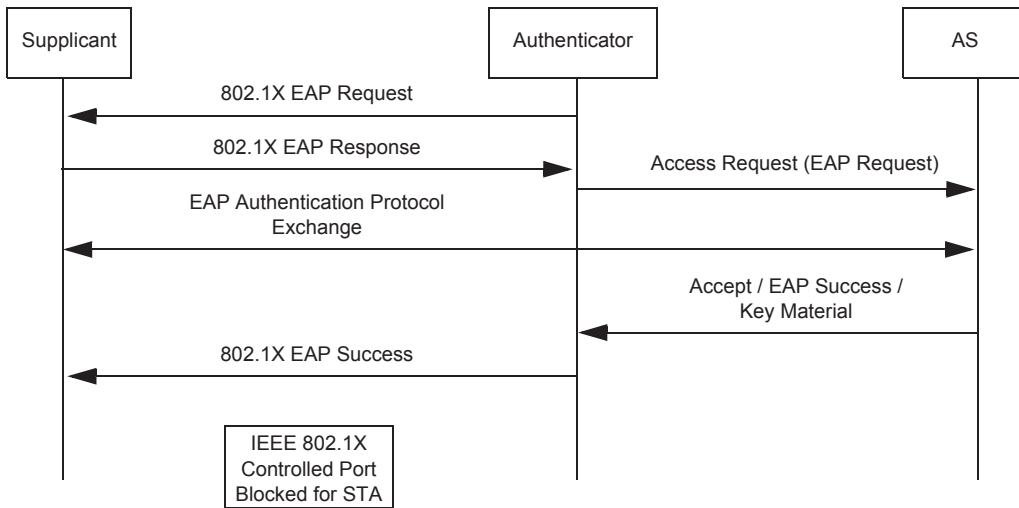 Supplicant
Authenticator
AS
802.1X EAP Request
802.1X EAP Response
Access Request (EAP Request)
EAP Authentication Protocol
Exchange
Accept / EAP Success /
Key Material
802.1X EAP Success
IEEE 802.1X
Controlled Port
Blocked for STA